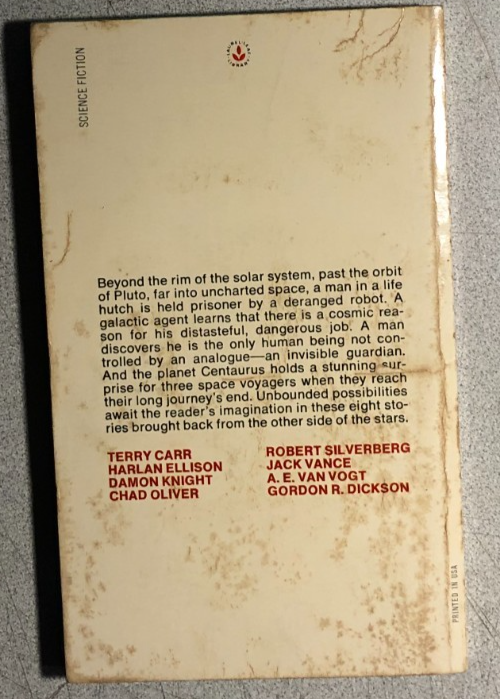 SCIENCE FICTION
LAUREL-LEAF LIBRARY
Beyond the rim of the solar system, past the orbit
of Pluto, far into uncharted space, a man in a life
hutch is held prisoner by a deranged robot. A
galactic agent learns that there is a cosmic rea-
son for his distasteful, dangerous job. A man
discovers he is the only human being not con-
trolled by an analogue—an invisible guardian.
And the planet Centaurus holds a stunning sur-
prise for three space voyagers when they reach
their long journey's end. Unbounded possibilities
await the reader's imagination in these eight sto-
ries brought back from the other side of the stars.
TERRY CARR
HARLAN ELLISON
DAMON KNIGHT
CHAD OLIVER
ROBERT SILVERBERG
JACK VANCE
A. E. VAN VOGT
GORDON R. DICKSON
PRINTED IN USA